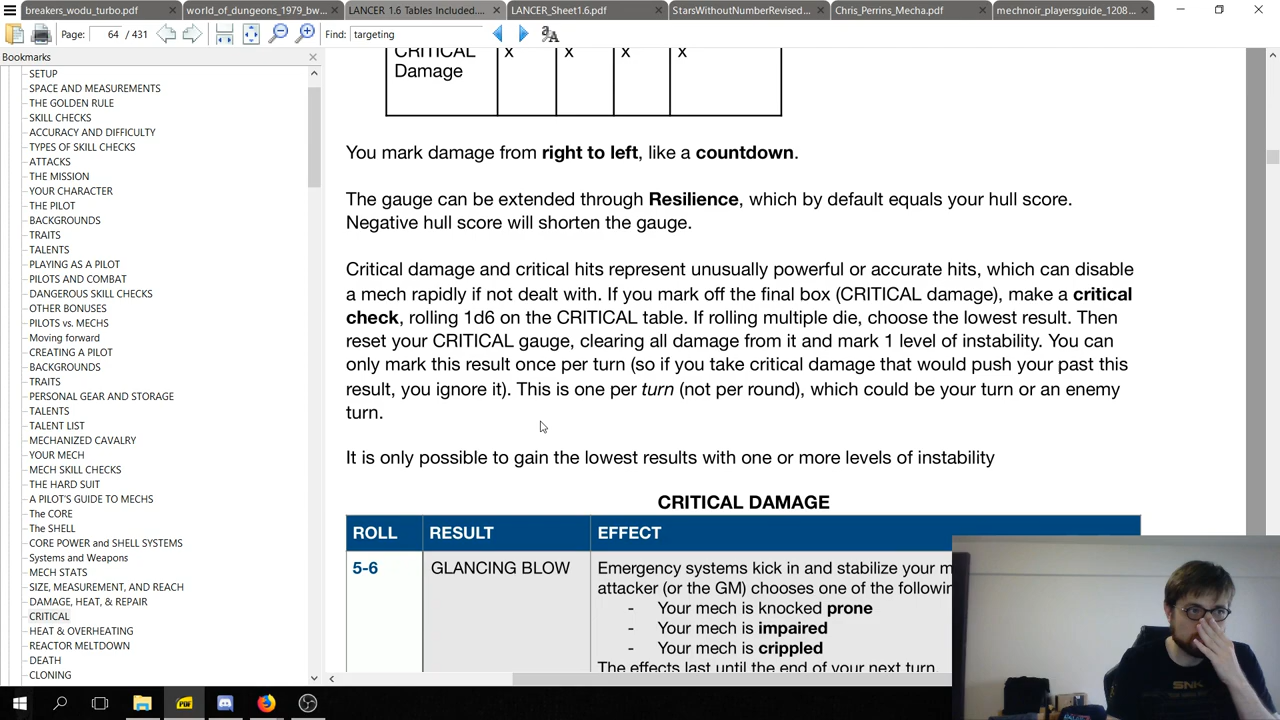 breakers_wodu_turbo.pdf
world_of_dungeons_1979_bw...
LANCER 1.6 Tables Included....
LANCER_Sheet1.6.pdf
StarsWithoutNumberRevised...
Chris_Perrins_Mecha.pdf
mechnoir_playersguide_1208...
Page: 64 / 431
Find: targeting
Bookmarks
SETUP
SPACE AND MEASUREMENTS
THE GOLDEN RULE
SKILL CHECKS
ACCURACY AND DIFFICULTY
TYPES OF SKILL CHECKS
ATTACKS
THE MISSION
YOUR CHARACTER
THE PILOT
BACKGROUNDS
TRAITS
TALENTS
PLAYING AS A PILOT
PILOTS AND COMBAT
DANGEROUS SKILL CHECKS
OTHER BONUSES
PILOTS vs. MECHS
Moving forward
CREATING A PILOT
BACKGROUNDS
TRAITS
PERSONAL GEAR AND STORAGE
TALENTS
TALENT LIST
MECHANIZED CAVALRY
YOUR MECH
MECH SKILL CHECKS
THE HARD SUIT
A PILOT'S GUIDE TO MECHS
The CORE
The SHELL
CORE POWER and SHELL SYSTEMS
Systems and Weapons
MECH STATS
SIZE, MEASUREMENT, AND REACH
DAMAGE, HEAT, & REPAIR
CRITICAL
HEAT & OVERHEATING
REACTOR MELTDOWN
DEATH
CLONING
CRITICAL x x x x
Damage
You mark damage from right to left, like a countdown.
The gauge can be extended through Resilience, which by default equals your hull score.
Negative hull score will shorten the gauge.
Critical damage and critical hits represent unusually powerful or accurate hits, which can disable
a mech rapidly if not dealt with. If you mark off the final box (CRITICAL damage), make a critical
check, rolling 1d6 on the CRITICAL table. If rolling multiple die, choose the lowest result. Then
reset your CRITICAL gauge, clearing all damage from it and mark 1 level of instability. You can
only mark this result once per turn (so if you take critical damage that would push your past this
result, you ignore it). This is one per turn (not per round), which could be your turn or an enemy
turn.
It is only possible to gain the lowest results with one or more levels of instability
CRITICAL DAMAGE
ROLL RESULT EFFECT
5-6 GLANCING BLOW Emergency systems kick in and stabilize your m
attacker (or the GM) chooses one of the followin
- Your mech is knocked prone
- Your mech is impaired
- Your mech is crippled
The effects last until the end of your next turn.
SNK